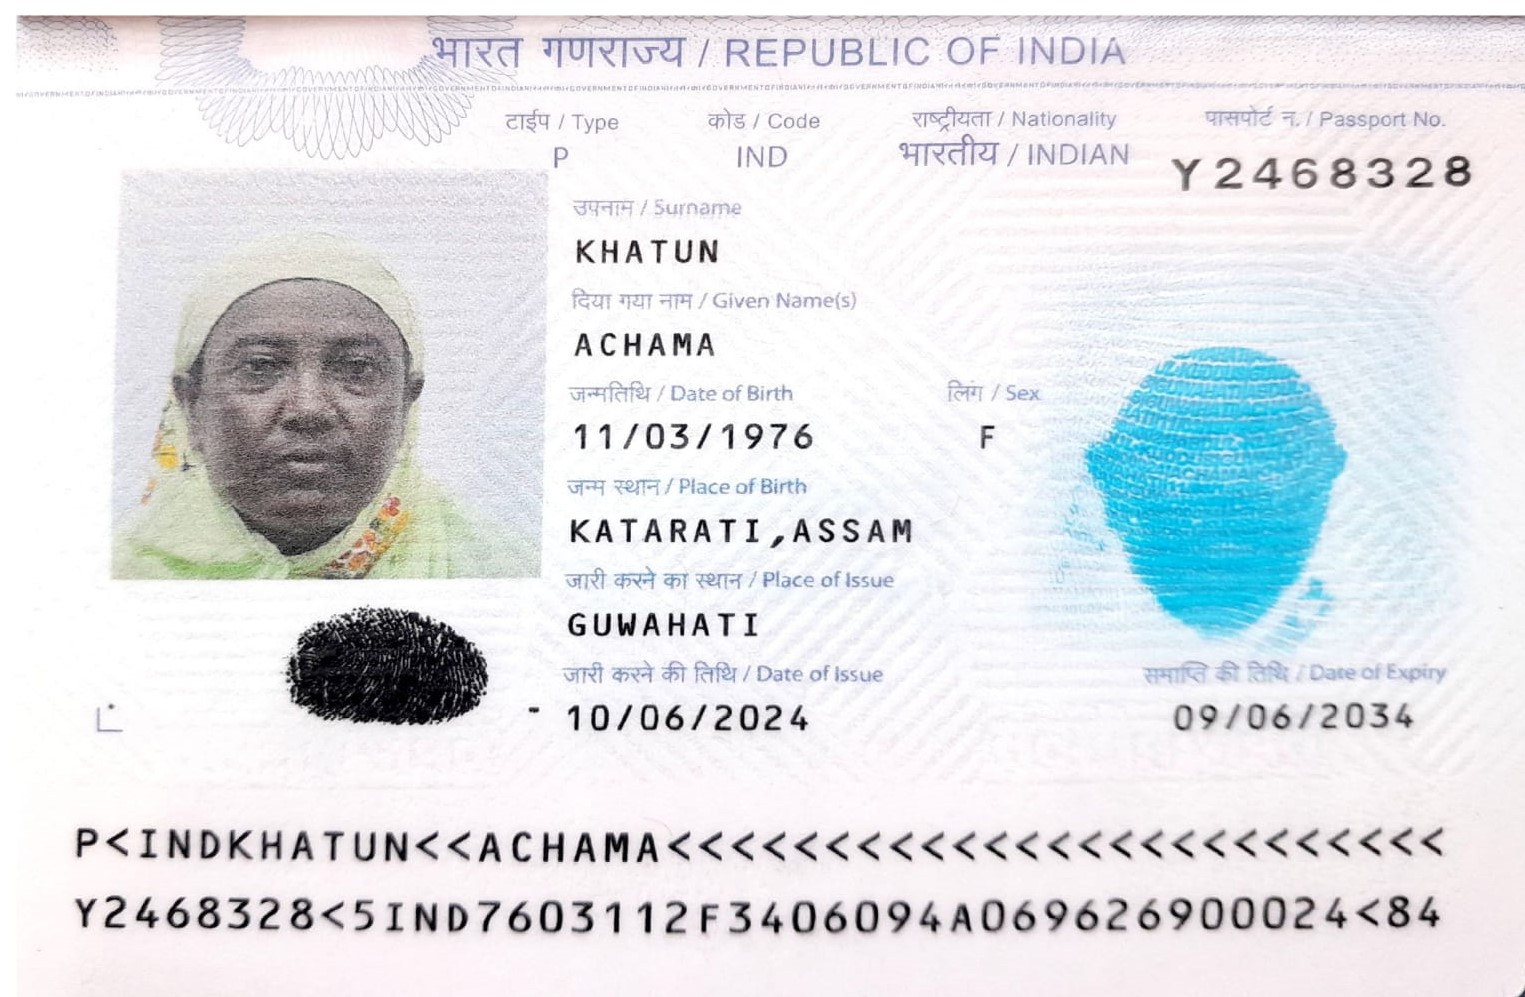 भारत गणराज्य / REPUBLIC OF INDIA
टाईप / Type कोड / Code राष्ट्रीयता / Nationality पासपोर्ट न. / Passport No.
P IND भारतीय / INDIAN Y2468328
उपनाम / Surname
KHATUN
दिया गया नाम / Given Name(s)
ACHAMA
जन्मतिथि / Date of Birth लिंग / Sex
11/03/1976 F
जन्म स्थान / Place of Birth
KATARATI,ASSAM
जारी करने का स्थान / Place of Issue
GUWAHATI
जारी करने की तिथि / Date of Issue समाप्ति की तिथि / Date of Expiry
10/06/2024 09/06/2034
P<INDKHATUN<<ACHAMA<<<<<<<<<<<<<<<<<<<<<<<<<
Y2468328<5IND7603112F3406094A069626900024<84